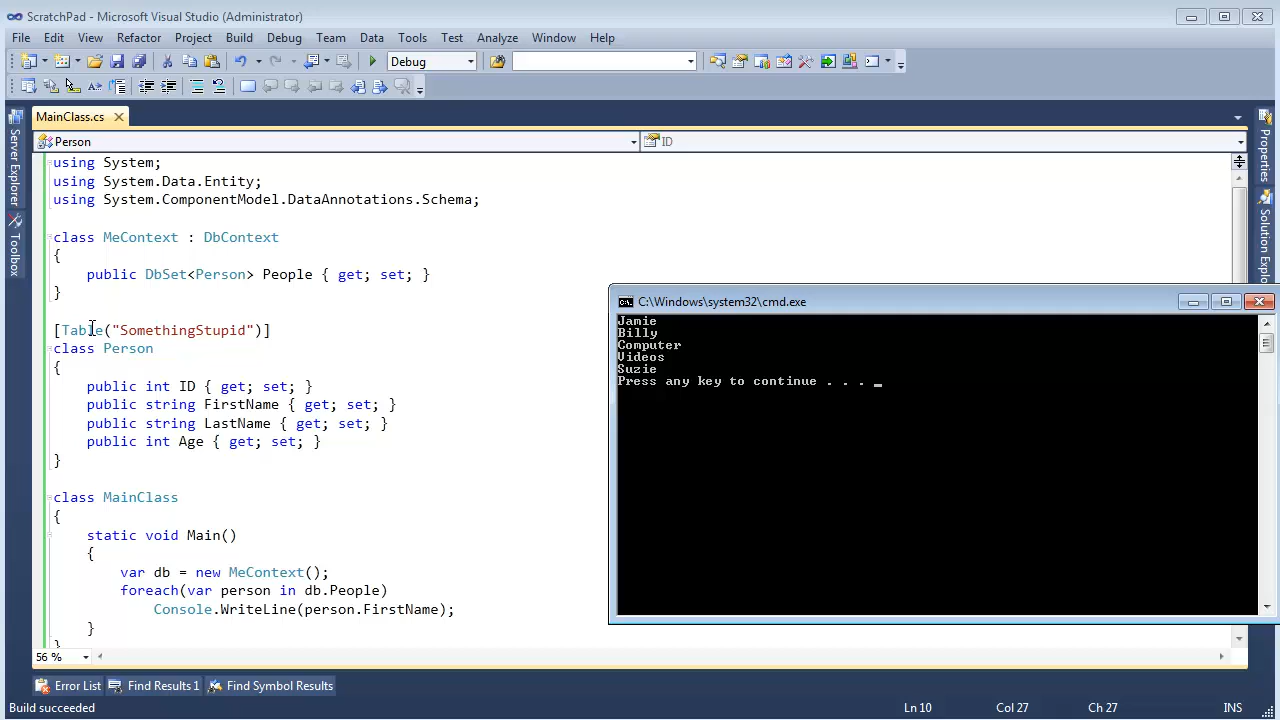 ScratchPad - Microsoft Visual Studio (Administrator)
File Edit View Refactor Project Build Debug Team Data Tools Test Analyze Window Help
Debug
MainClass.cs
Person
ID
Server Explorer
Toolbox
Properties
Solution Explo
using System;
using System.Data.Entity;
using System.ComponentModel.DataAnnotations.Schema;
class MeContext : DbContext
{
public DbSet<Person> People { get; set; }
}
[Table("SomethingStupid")]
class Person
{
public int ID { get; set; }
public string FirstName { get; set; }
public string LastName { get; set; }
public int Age { get; set; }
}
class MainClass
{
static void Main()
{
var db = new MeContext();
foreach(var person in db.People)
Console.WriteLine(person.FirstName);
}
}
C:\Windows\system32\cmd.exe
Jamie
Billy
Computer
Videos
Suzie
Press any key to continue . . . _
56 %
Error List Find Results 1 Find Symbol Results
Build succeeded Ln 10 Col 27 Ch 27 INS